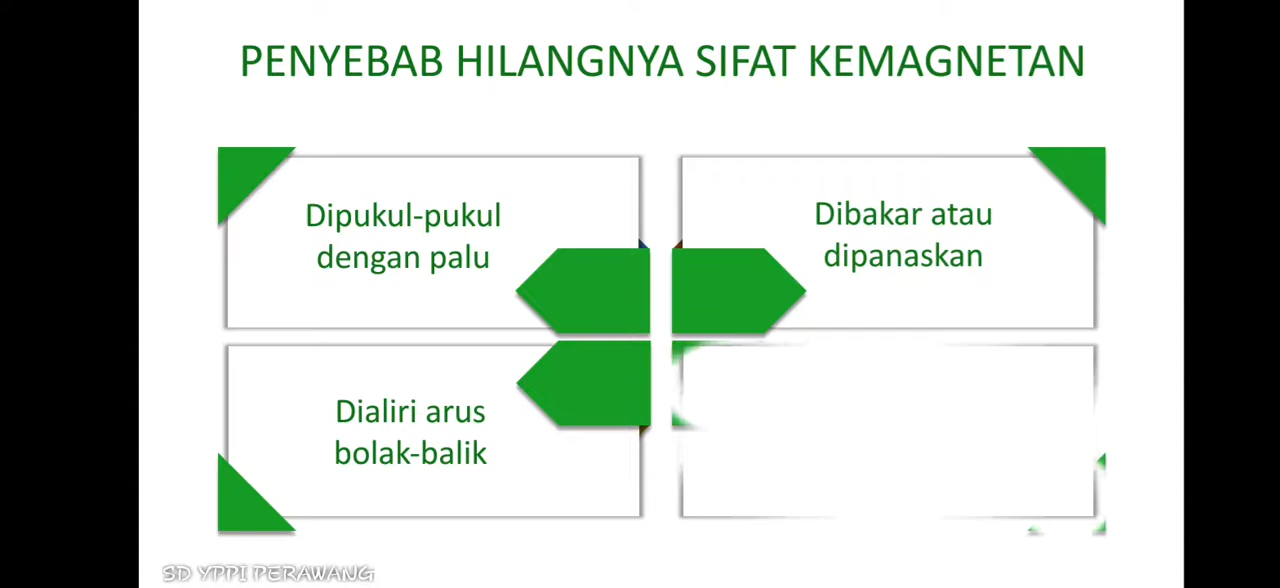 PENYEBAB HILANGNYA SIFAT KEMAGNETAN
Dipukul-pukul
dengan palu
Dibakar atau
dipanaskan
Dialiri arus
bolak-balik
SD YPPI PERAWANG